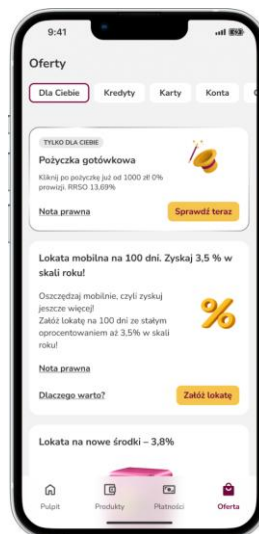 9:41
Oferty
Dla Ciebie Kredyty Karty Konta
TYLKO DLA CIEBIE
Pożyczka gotówkowa
Kliknij po pożyczkę już od 1000 zł! 0%
prowizji. RRSO 13,69%
Nota prawna Sprawdź teraz
Lokata mobilna na 100 dni. Zyskaj 3,5 % w
skali roku!
Oszczędzaj mobilnie, czyli zyskuj
jeszcze więcej!
Załóż lokatę na 100 dni ze stałym
oprocentowaniem aż 3,5% w skali
roku!
Nota prawna
Dlaczego warto? Załóż lokatę
Lokata na nowe środki – 3,8%
Pulpit Produkty Płatności Oferta